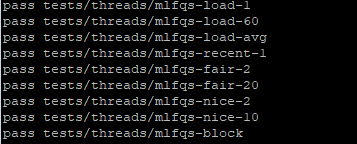 pass tests/threads/mlfqs-load-1
pass tests/threads/mlfqs-load-60
pass tests/threads/mlfqs-load-avg
pass tests/threads/mlfqs-recent-1
pass tests/threads/mlfqs-fair-2
pass tests/threads/mlfqs-fair-20
pass tests/threads/mlfqs-nice-2
pass tests/threads/mlfqs-nice-10
pass tests/threads/mlfqs-block